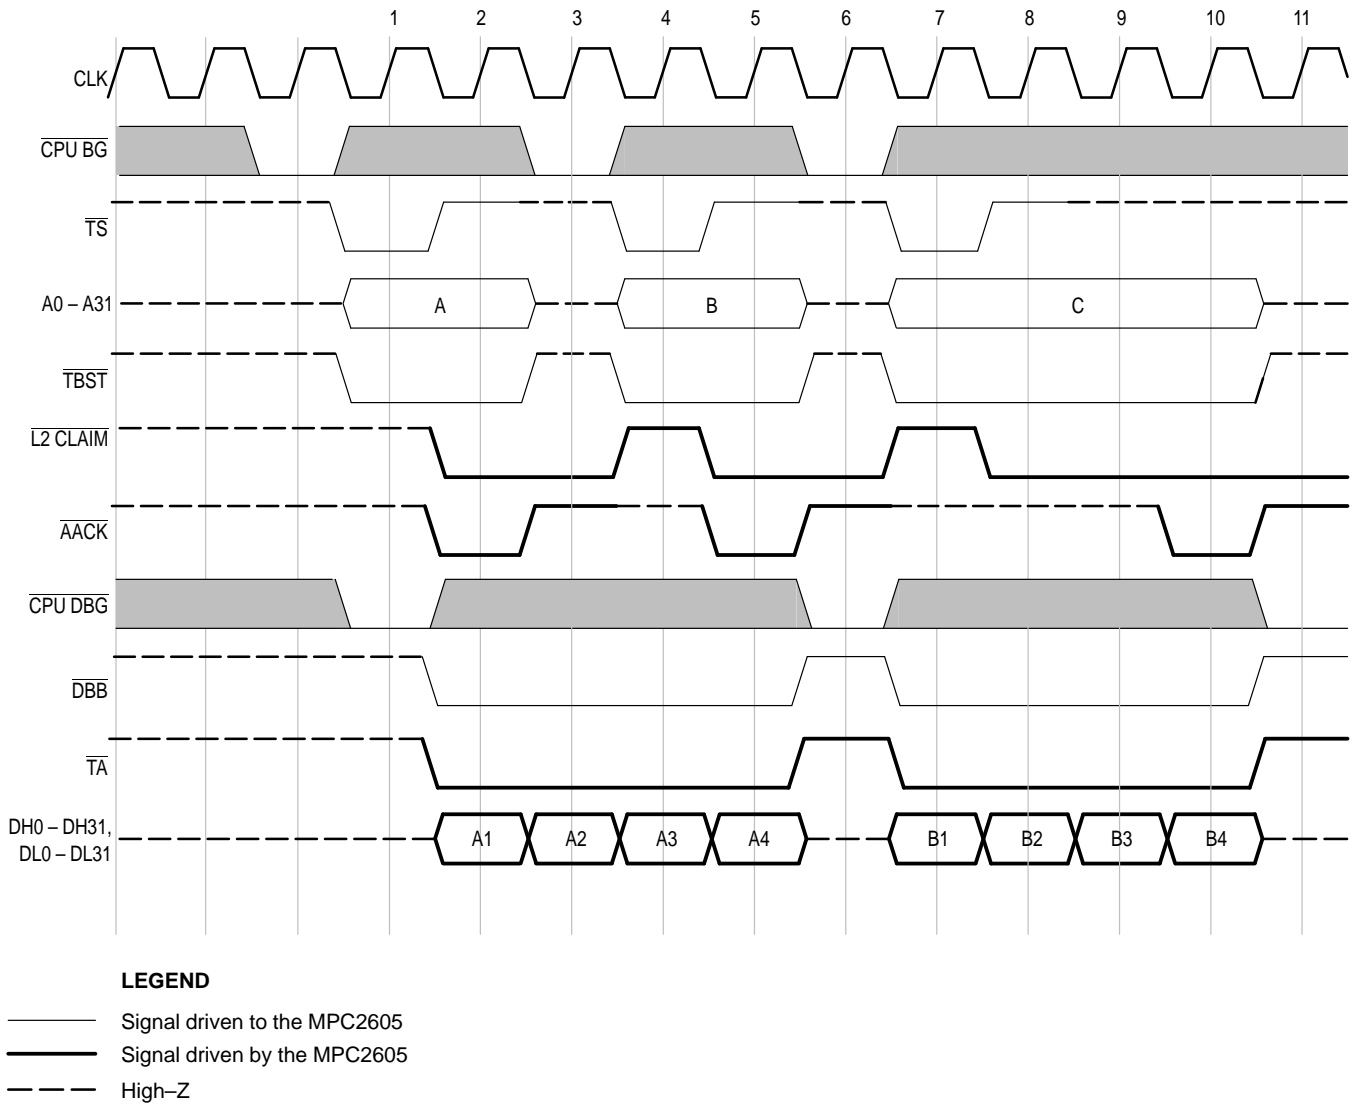 1 2 3 4 5 6 7 8 9 10 11
CLK
CPU BG
TS
A0 – A31
A B C
TBST
L2 CLAIM
AACK
CPU DBG
DBB
TA
DH0 – DH31,
DL0 – DL31
A1 A2 A3 A4 B1 B2 B3 B4
LEGEND
Signal driven to the MPC2605
Signal driven by the MPC2605
High–Z